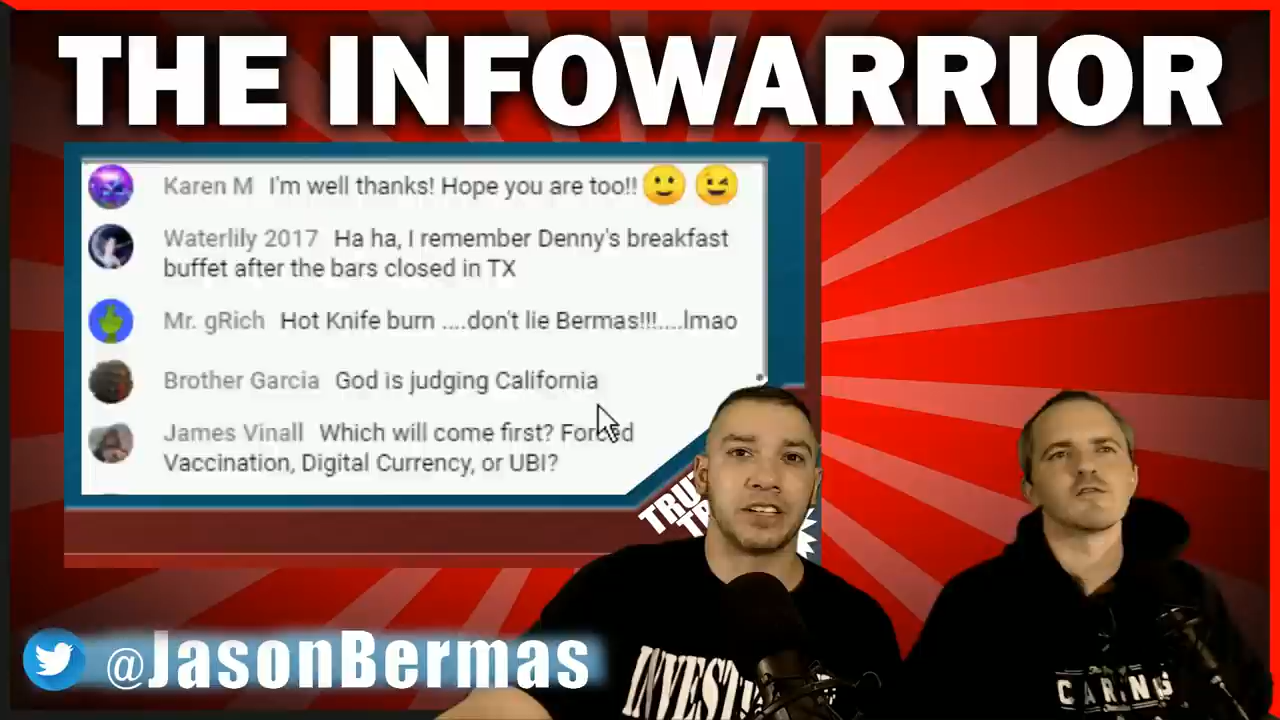 THE INFOWARRIOR
Karen M I'm well thanks! Hope you are too!! 🙂 😉
Waterlily 2017 Ha ha, I remember Denny's breakfast
buffet after the bars closed in TX
Mr. gRich Hot Knife burn ....don't lie Bermas!!!....lmao
Brother Garcia God is judging California
James Vinall Which will come first? Forced
Vaccination, Digital Currency, or UBI?
@JasonBermas